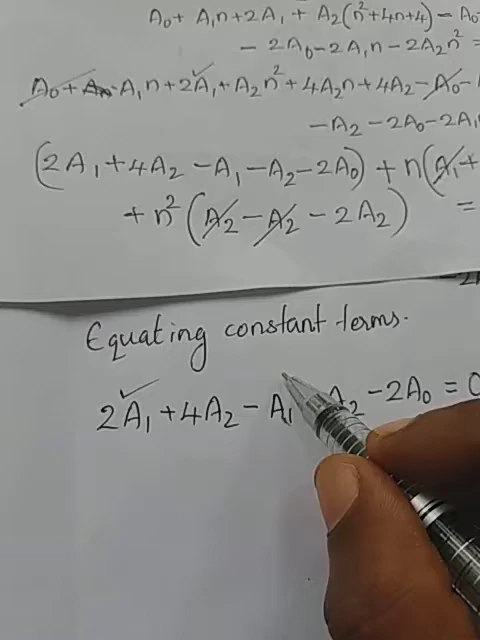 A₀ + A₁n + 2A₁ + A₂(n² + 4n + 4) - A₀
- 2A₀ - 2A₁n - 2A₂n² =
A₀ + A₁n + 2A₁ + A₂n² + 4A₂n + 4A₂ - A₀ -
- A₂ - 2A₀ - 2A₁
(2A₁ + 4A₂ - A₁ - A₂ - 2A₀) + n(A₁ +
+ n² (A₂ - A₂ - 2A₂) =
Equating constant terms.
2A₁ + 4A₂ - A₁ A₂ - 2A₀ = 0